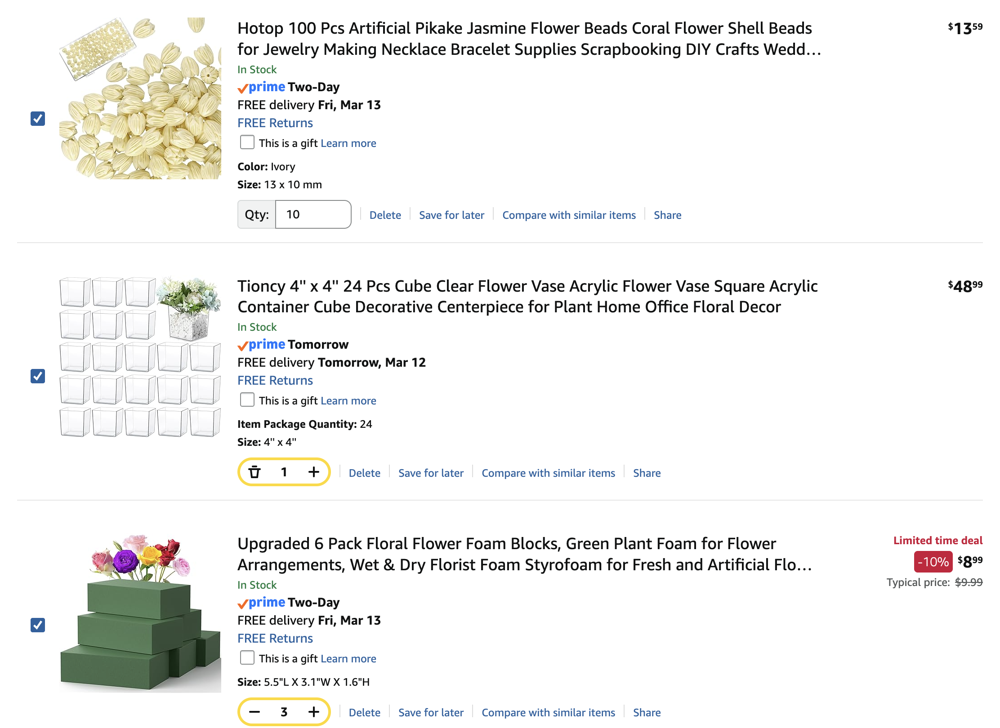 Hotop 100 Pcs Artificial Pikake Jasmine Flower Beads Coral Flower Shell Beads
for Jewelry Making Necklace Bracelet Supplies Scrapbooking DIY Crafts Wedd…
$13.59
In Stock
prime Two-Day
FREE delivery Fri, Mar 13
FREE Returns
This is a gift Learn more
Color: Ivory
Size: 13 x 10 mm
Qty: 10 Delete Save for later Compare with similar items Share
Tioncy 4" x 4" 24 Pcs Cube Clear Flower Vase Acrylic Flower Vase Square Acrylic
Container Cube Decorative Centerpiece for Plant Home Office Floral Decor
$48.99
In Stock
prime Tomorrow
FREE delivery Tomorrow, Mar 12
FREE Returns
This is a gift Learn more
Item Package Quantity: 24
Size: 4'' x 4''
1 + Delete Save for later Compare with similar items Share
Upgraded 6 Pack Floral Flower Foam Blocks, Green Plant Foam for Flower
Arrangements, Wet & Dry Florist Foam Styrofoam for Fresh and Artificial Flo…
Limited time deal
-10% $8.99
Typical price: $9.99
In Stock
prime Two-Day
FREE delivery Fri, Mar 13
FREE Returns
This is a gift Learn more
Size: 5.5"L X 3.1"W X 1.6"H
− 3 + Delete Save for later Compare with similar items Share